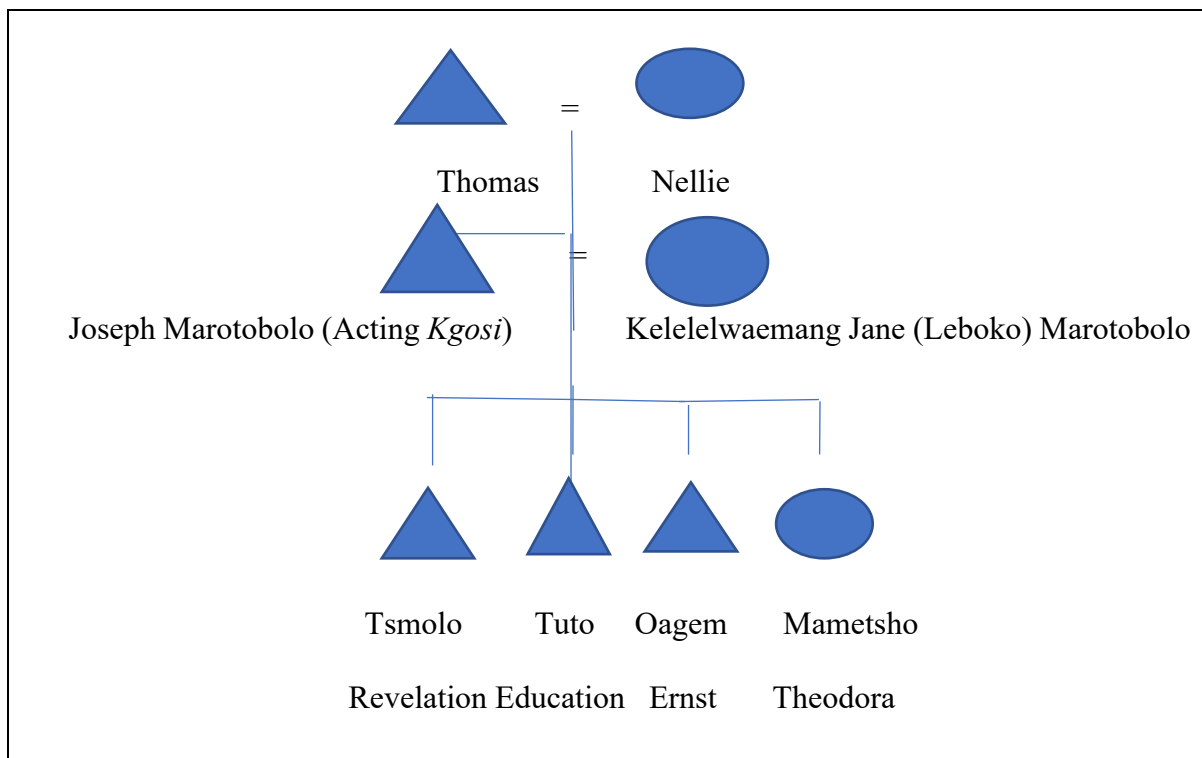 =
Thomas Nellie
=
Joseph Marotobolo (Acting Kgosi) Kelelelwaemang Jane (Leboko) Marotobolo
Tsmolo Tuto Oagem Mametsho
Revelation Education Ernst Theodora